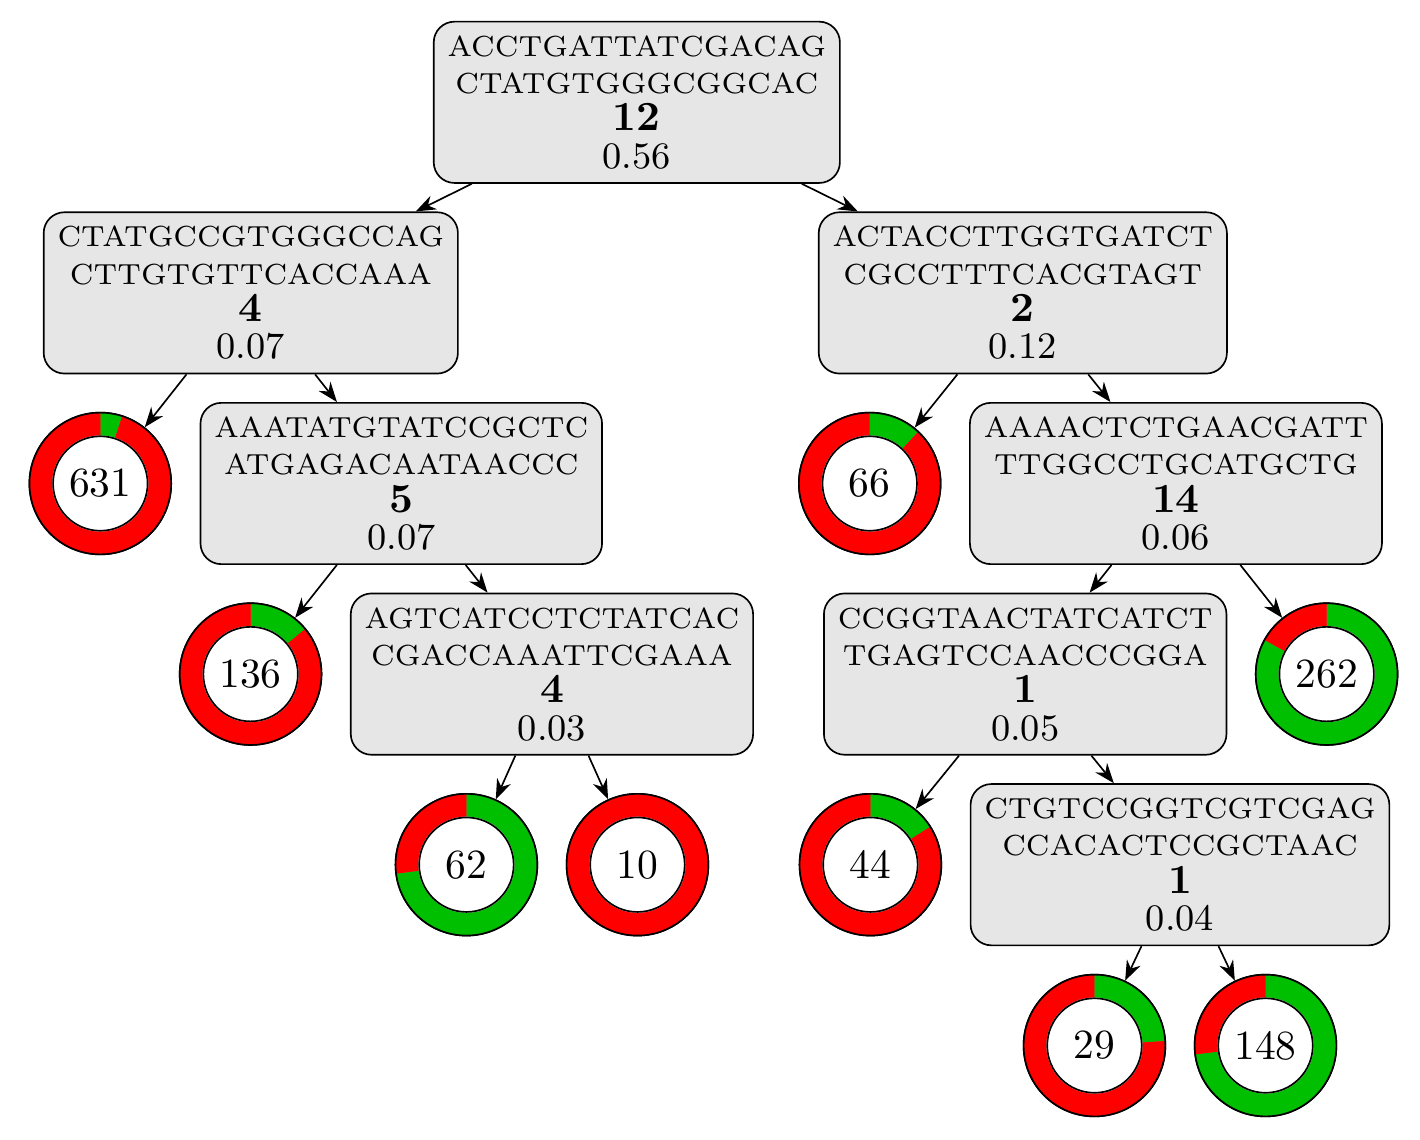 ACCTGATTATCGACAG
CTATGTGGGCGGCAC
12
0.56
CTATGCCGTGGGCCAG
CTTGTGTTCACCAAA
4
0.07
ACTACCTTGGTGATCT
CGCCTTTCACGTAGT
2
0.12
631
AAATATGTATCCGCTC
ATGAGACAATAACCC
5
0.07
66
AAAACTCTGAACGATT
TTGGCCTGCATGCTG
14
0.06
136
AGTCATCCTCTATCAC
CGACCAAATTCGAAA
4
0.03
CCGGTAACTATCATCT
TGAGTCCAACCCGGA
1
0.05
262
62
10
44
CTGTCCGGTCGTCGAG
CCACACTCCGCTAAC
1
0.04
29
148